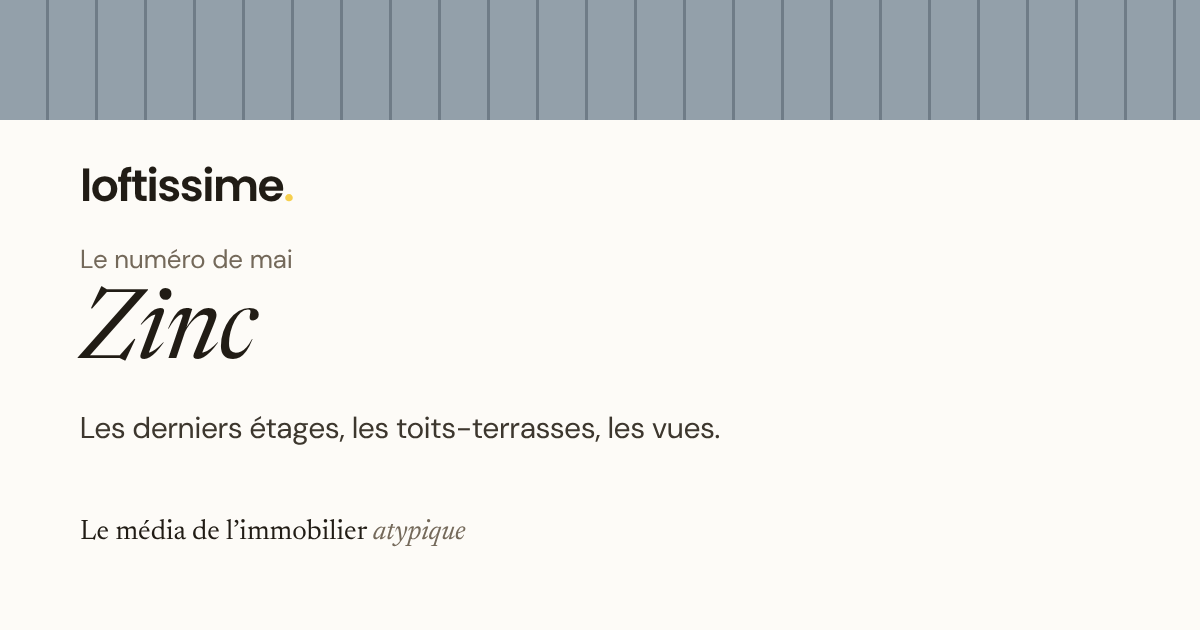 loftissime.
Le numéro de mai
Zinc
Les derniers étages, les toits-terrasses, les vues.
Le média de l’immobilier atypique